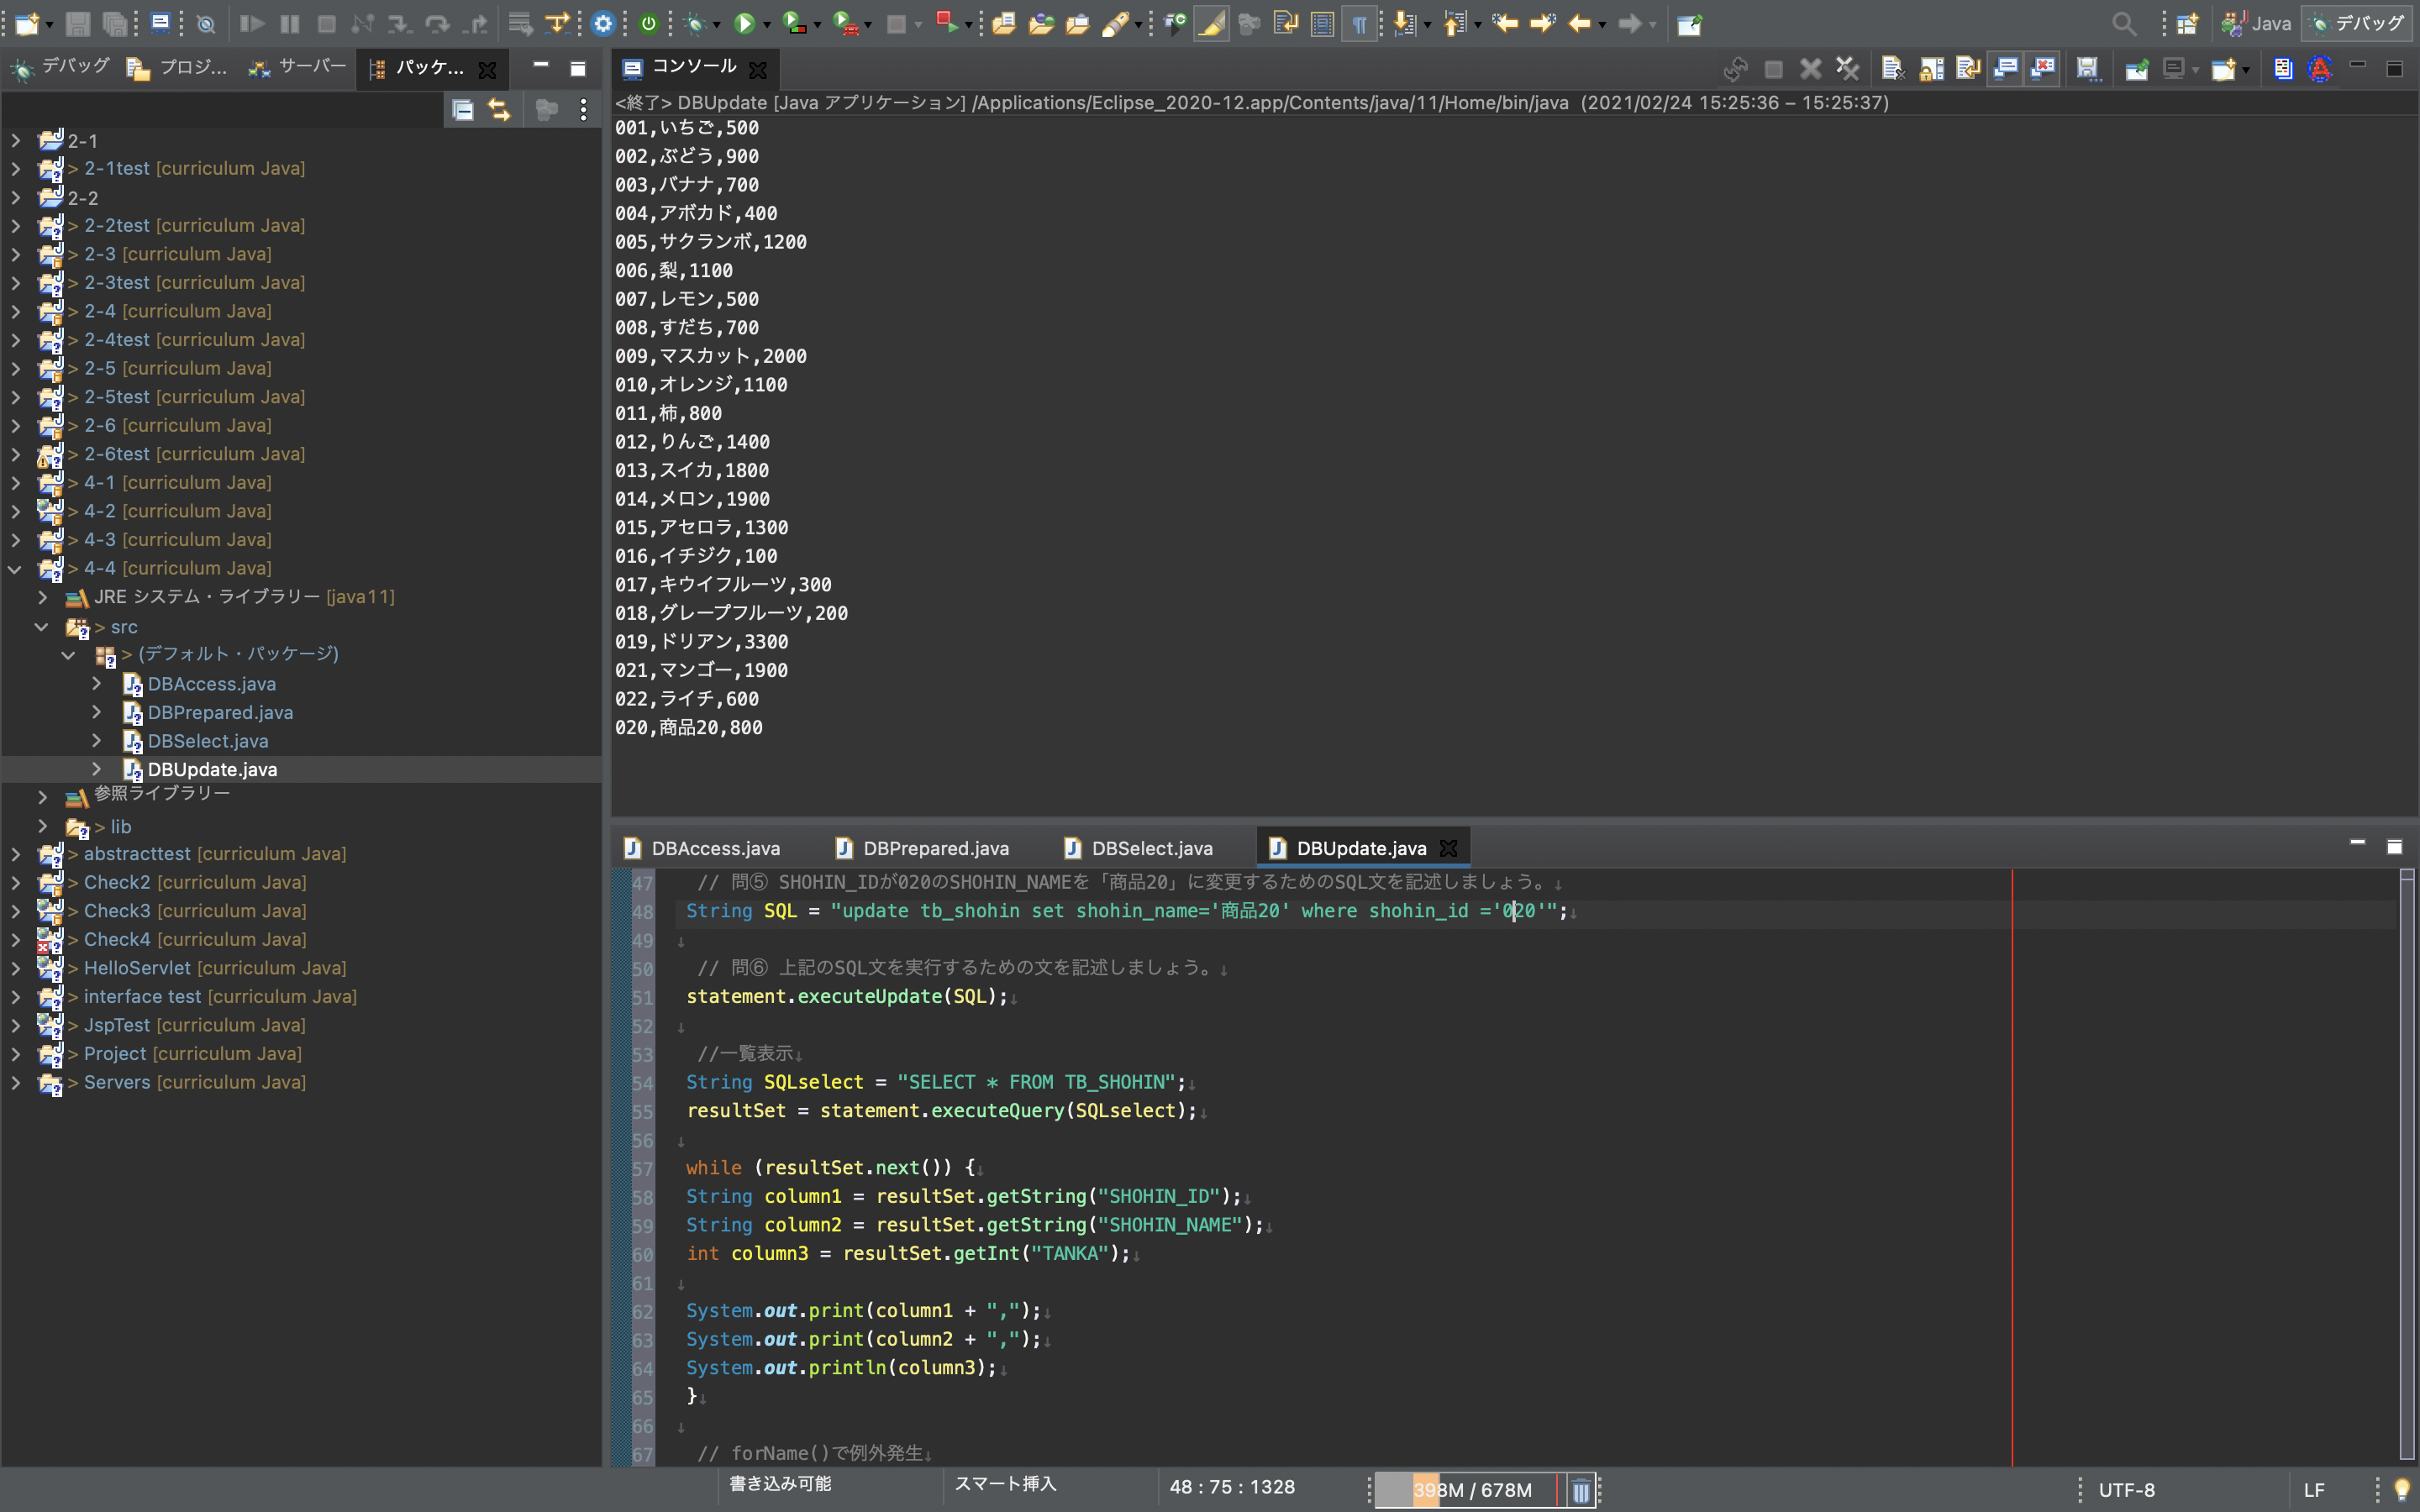 Java
デバッグ
デバッグ
プロジ...
サーバー
パッケ...
コンソール
<終了> DBUpdate [Java アプリケーション] /Applications/Eclipse_2020-12.app/Contents/java/11/Home/bin/java  (2021/02/24 15:25:36 – 15:25:37)
2-1
> 2-1test [curriculum Java]
2-2
> 2-2test [curriculum Java]
> 2-3 [curriculum Java]
> 2-3test [curriculum Java]
> 2-4 [curriculum Java]
> 2-4test [curriculum Java]
> 2-5 [curriculum Java]
> 2-5test [curriculum Java]
> 2-6 [curriculum Java]
> 2-6test [curriculum Java]
> 4-1 [curriculum Java]
> 4-2 [curriculum Java]
> 4-3 [curriculum Java]
> 4-4 [curriculum Java]
JRE システム・ライブラリー [java11]
> src
> (デフォルト・パッケージ)
DBAccess.java
DBPrepared.java
DBSelect.java
DBUpdate.java
参照ライブラリー
> lib
> abstracttest [curriculum Java]
> Check2 [curriculum Java]
> Check3 [curriculum Java]
> Check4 [curriculum Java]
> HelloServlet [curriculum Java]
> interface test [curriculum Java]
> JspTest [curriculum Java]
> Project [curriculum Java]
> Servers [curriculum Java]
001,いちご,500
002,ぶどう,900
003,バナナ,700
004,アボカド,400
005,サクランボ,1200
006,梨,1100
007,レモン,500
008,すだち,700
009,マスカット,2000
010,オレンジ,1100
011,柿,800
012,りんご,1400
013,スイカ,1800
014,メロン,1900
015,アセロラ,1300
016,イチジク,100
017,キウイフルーツ,300
018,グレープフルーツ,200
019,ドリアン,3300
021,マンゴー,1900
022,ライチ,600
020,商品20,800
DBAccess.java
DBPrepared.java
DBSelect.java
DBUpdate.java
47 // 問⑤ SHOHIN_IDが020のSHOHIN_NAMEを「商品20」に変更するためのSQL文を記述しましょう。↓
48 String SQL = "update tb_shohin set shohin_name='商品20' where shohin_id ='020'";↓
49 ↓
50 // 問⑥ 上記のSQL文を実行するための文を記述しましょう。↓
51 statement.executeUpdate(SQL);↓
52 ↓
53 //一覧表示↓
54 String SQLselect = "SELECT * FROM TB_SHOHIN";↓
55 resultSet = statement.executeQuery(SQLselect);↓
56 ↓
57 while (resultSet.next()) {↓
58 String column1 = resultSet.getString("SHOHIN_ID");↓
59 String column2 = resultSet.getString("SHOHIN_NAME");↓
60 int column3 = resultSet.getInt("TANKA");↓
61 ↓
62 System.out.print(column1 + ",");↓
63 System.out.print(column2 + ",");↓
64 System.out.println(column3);↓
65 }↓
66 ↓
67 // forName()で例外発生↓
書き込み可能
スマート挿入
48 : 75 : 1328
398M / 678M
UTF-8
LF